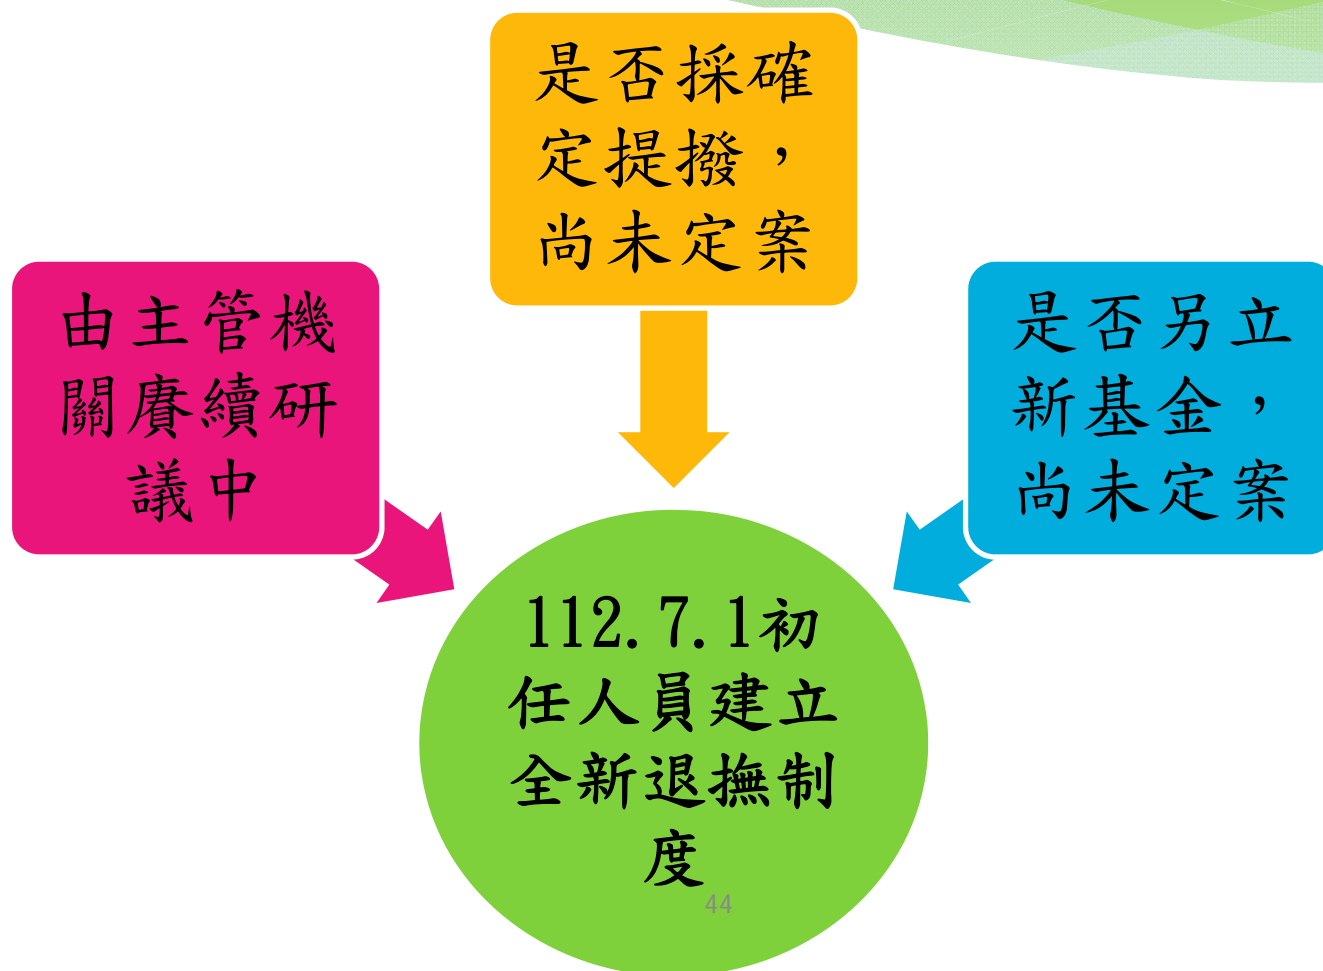 是否採確
定提撥，
尚未定案
由主管機
關賡續研
議中
是否另立
新基金，
尚未定案
112.7.1初
任人員建立
全新退撫制
度
44